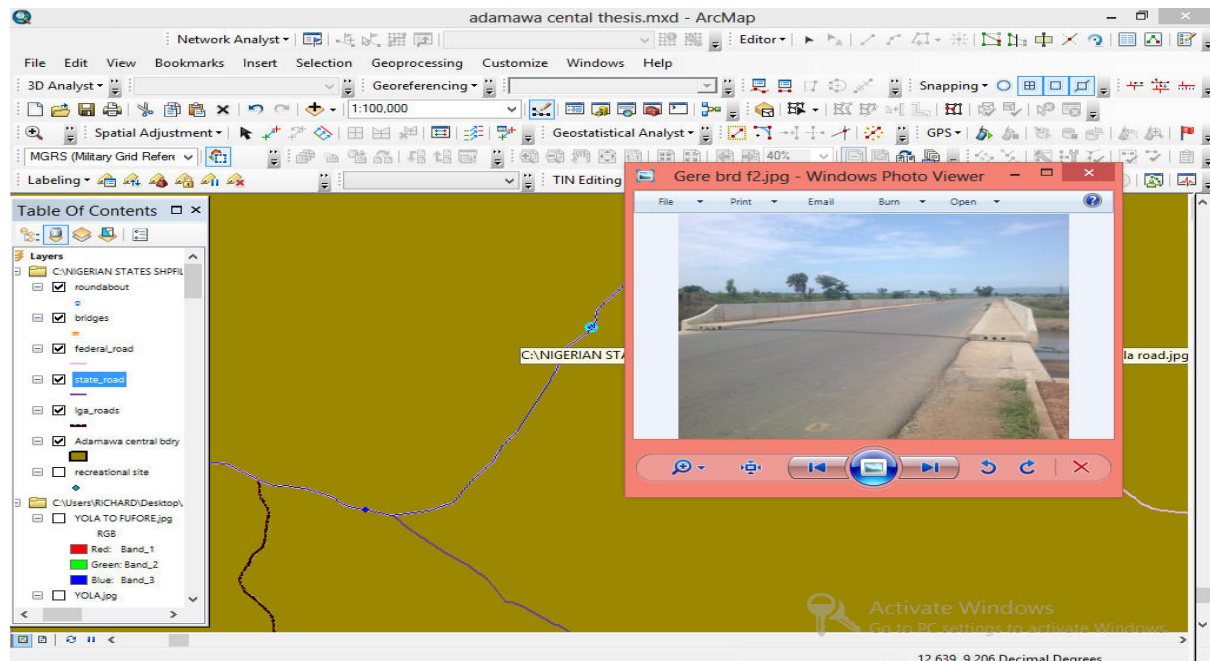 adamawa cental thesis.mxd - ArcMap
Network Analyst
Editor
File Edit View Bookmarks Insert Selection Geoprocessing Customize Windows Help
3D Analyst
Georeferencing
Snapping
1:100,000
Spatial Adjustment
Geostatistical Analyst
GPS
MGRS (Military Grid Referen
40%
Labeling
TIN Editing
Gere brd f2.jpg - Windows Photo Viewer
File Print Email Burn Open
Table Of Contents
Layers
C:\NIGERIAN STATES SHPFIL
roundabout
bridges
federal_road
state_road
lga_roads
Adamawa central bdry
recreational site
C:\Users\RICHARD\Desktop\
YOLA TO FUFORE.jpg
RGB
Red: Band_1
Green: Band_2
Blue: Band_3
YOLA.jpg
C:\NIGERIAN STA
la road.jpg
Activate Windows
Go to PC settings to activate Windows.
12.639 9.206 Decimal Degrees